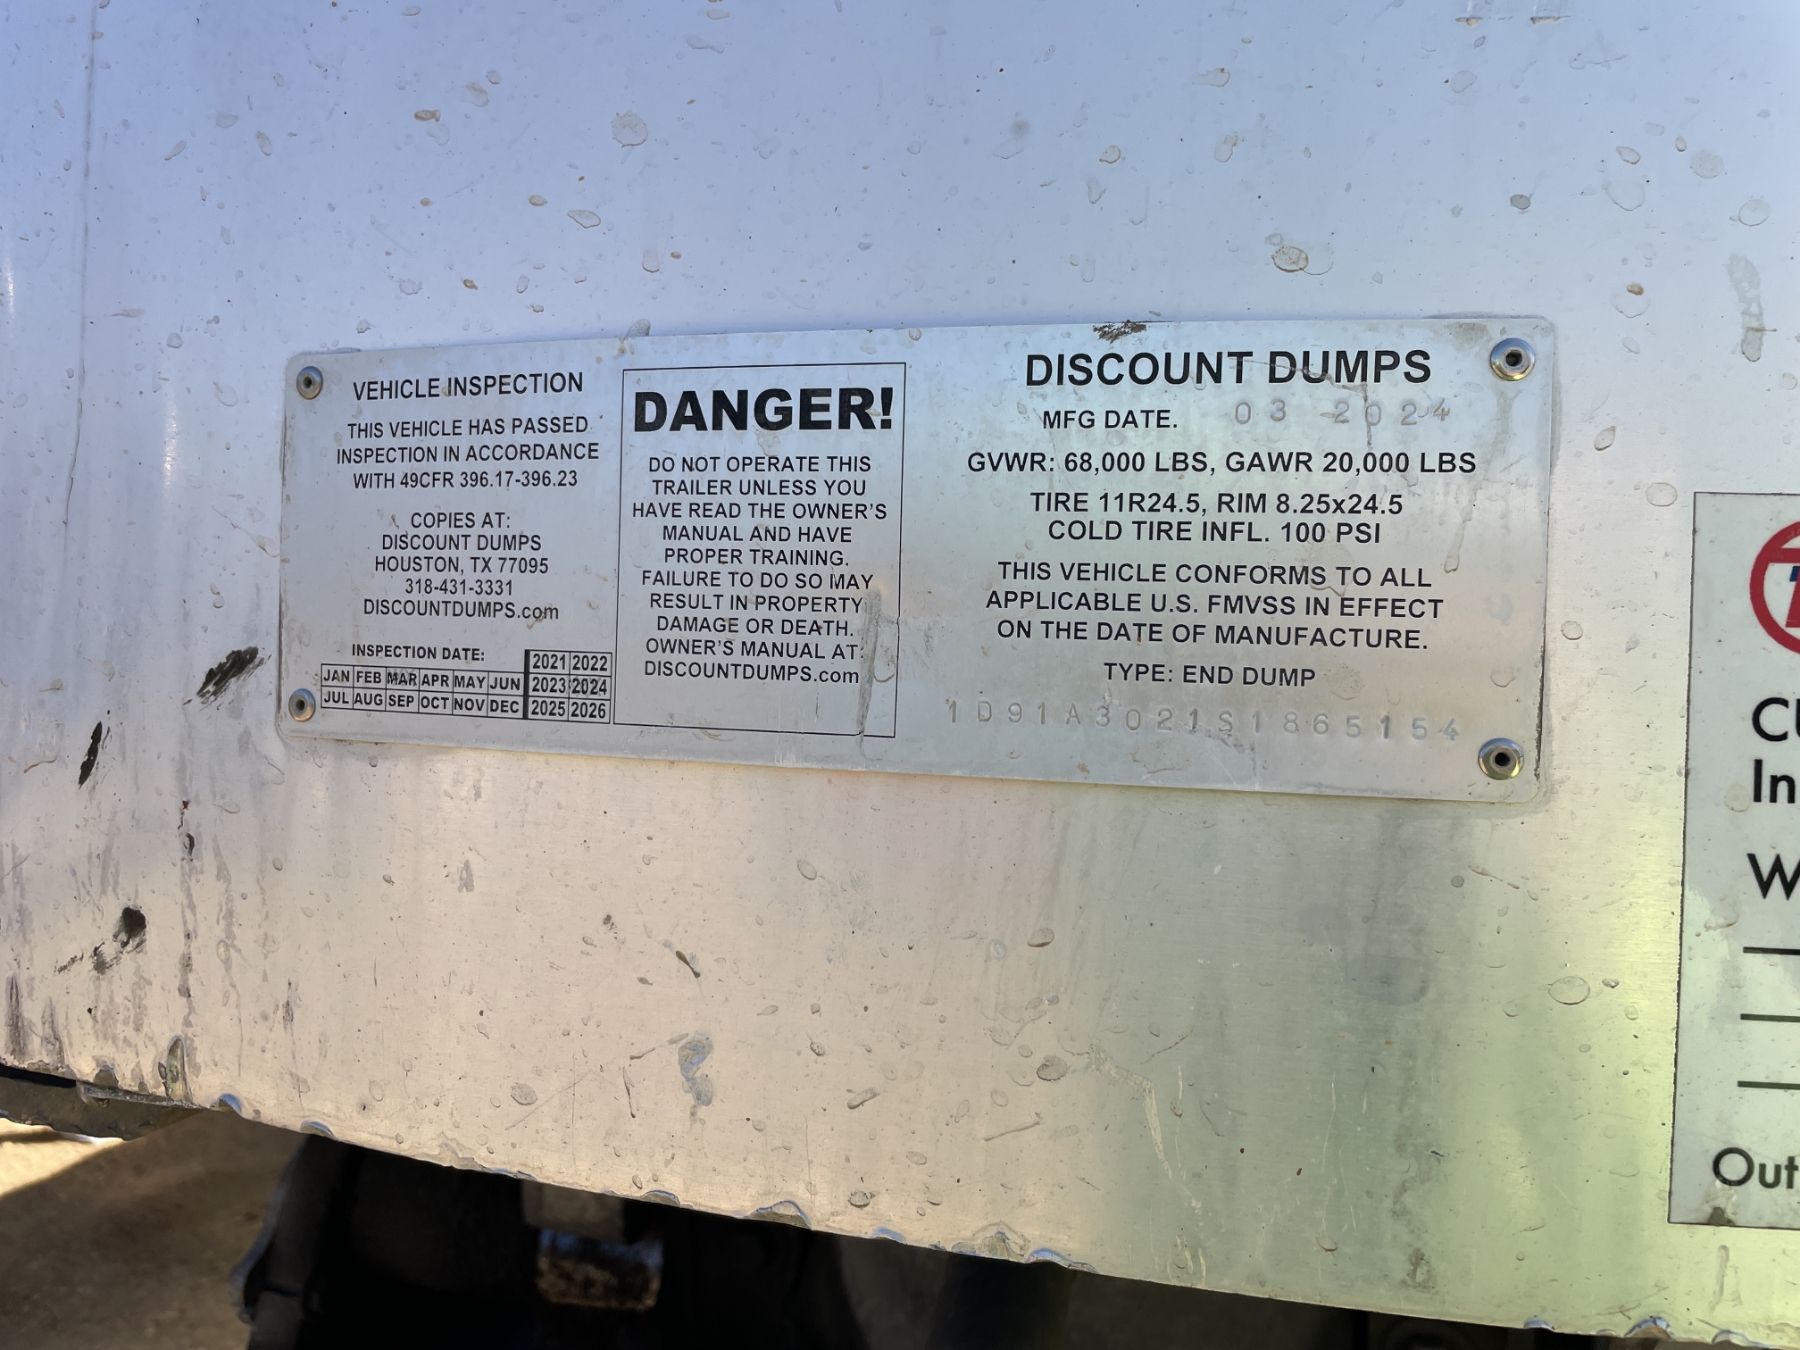 VEHICLE INSPECTION
THIS VEHICLE HAS PASSED
INSPECTION IN ACCORDANCE
WITH 49CFR 396.17-396.23
COPIES AT:
DISCOUNT DUMPS
HOUSTON, TX 77095
318-431-3331
DISCOUNTDUMPS.com
INSPECTION DATE:
2021 2022
JAN FEB MAR APR MAY JUN 2023 2024
JUL AUG SEP OCT NOV DEC 2025 2026
DANGER!
DO NOT OPERATE THIS
TRAILER UNLESS YOU
HAVE READ THE OWNER'S
MANUAL AND HAVE
PROPER TRAINING.
FAILURE TO DO SO MAY
RESULT IN PROPERTY
DAMAGE OR DEATH.
OWNER'S MANUAL AT:
DISCOUNTDUMPS.com
DISCOUNT DUMPS
MFG DATE. 03 2024
GVWR: 68,000 LBS, GAWR 20,000 LBS
TIRE 11R24.5, RIM 8.25x24.5
COLD TIRE INFL. 100 PSI
THIS VEHICLE CONFORMS TO ALL
APPLICABLE U.S. FMVSS IN EFFECT
ON THE DATE OF MANUFACTURE.
TYPE: END DUMP
1D91A3021S1865154
CU
In
W
Out